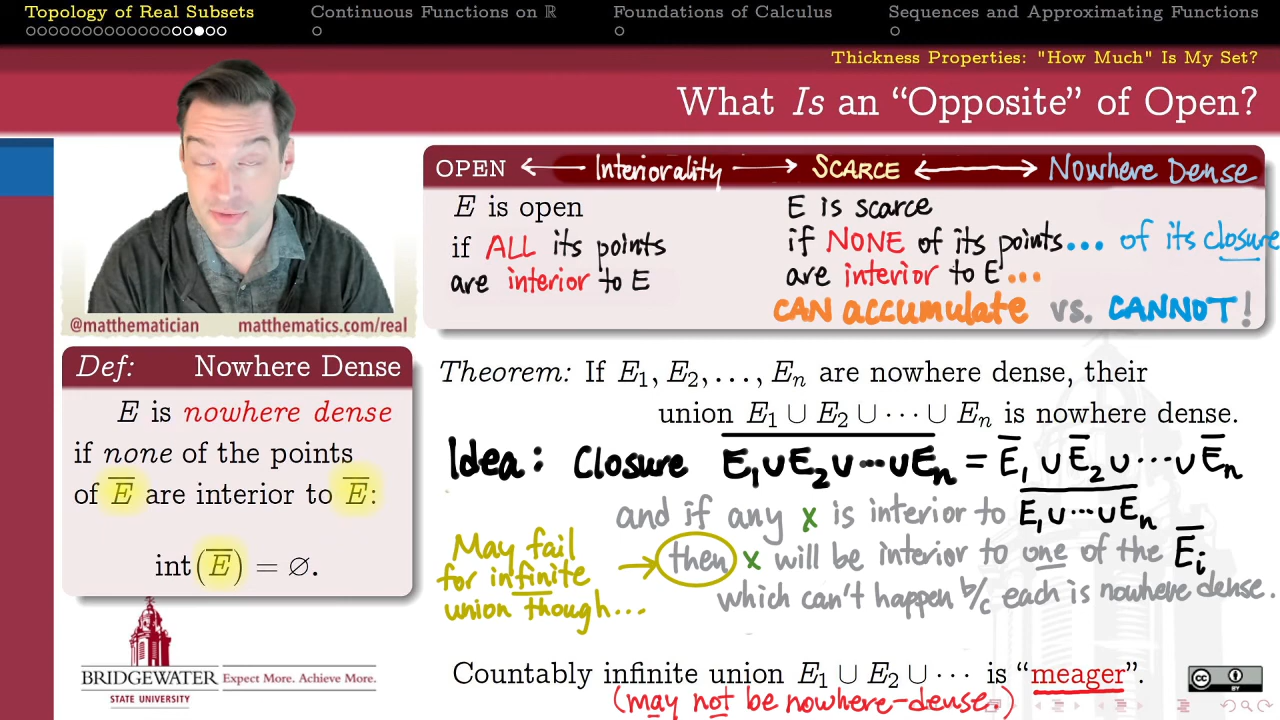 Topology of Real Subsets Continuous Functions on ℝ Foundations of Calculus Sequences and Approximating Functions
Thickness Properties: "How Much" Is My Set?
What Is an “Opposite” of Open?
OPEN ⟵ Interiorality ⟶ SCARCE ⟷ Nowhere Dense
E is open
if ALL its points
are interior to E
E is scarce
if NONE of its points... of its closure
are interior to E...
CAN accumulate vs. CANNOT!
@matthematician matthematics.com/real
Def: Nowhere Dense
E is nowhere dense
if none of the points
of E̅ are interior to E̅:
int(E̅) = ∅.
BRIDGEWATER
STATE UNIVERSITY
Expect More. Achieve More.
Theorem: If E₁, E₂, ..., Eₙ are nowhere dense, their
union E₁ ∪ E₂ ∪ ⋯ ∪ Eₙ is nowhere dense.
Idea: Closure \overline{E₁ ∪ E₂ ∪ ⋯ ∪ Eₙ} = E̅₁ ∪ E̅₂ ∪ ⋯ ∪ E̅ₙ
and if any x is interior to \overline{E₁ ∪ ⋯ ∪ Eₙ}
then x will be interior to one of the E̅ᵢ
which can't happen b/c each is nowhere dense.
May fail
for infinite
union though...
Countably infinite union E₁ ∪ E₂ ∪ ⋯ is “meager”.
(may not be nowhere-dense.)
cc BY